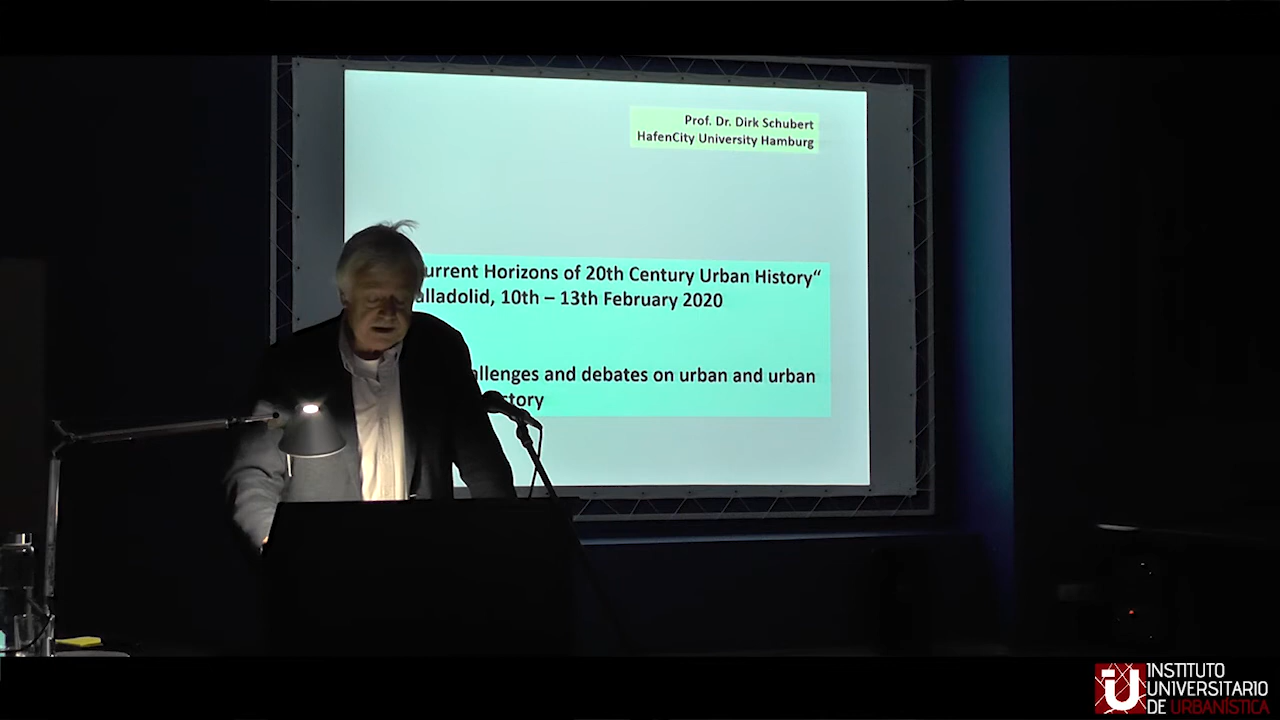 Prof. Dr. Dirk Schubert
HafenCity University Hamburg
urrent Horizons of 20th Century Urban History“
alladolid, 10th – 13th February 2020
allenges and debates on urban and urban
story
INSTITUTO
UNIVERSITARIO
DE URBANÍSTICA